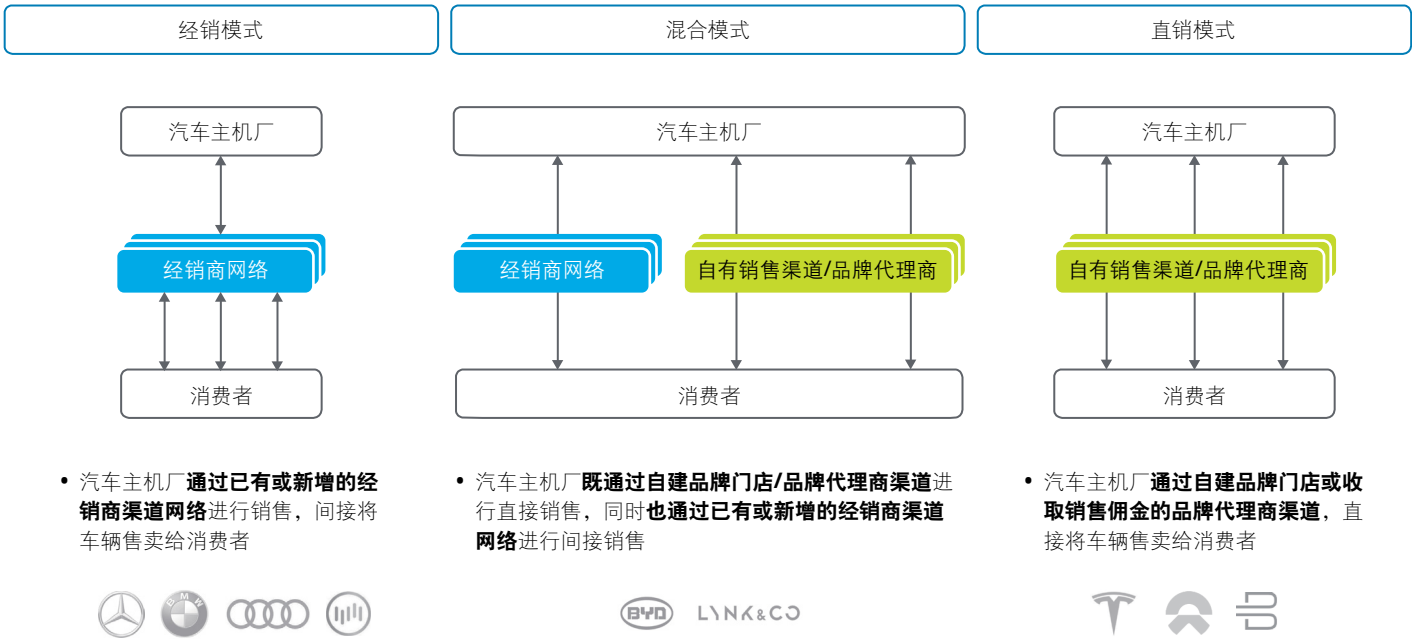 经销模式
混合模式
直销模式
汽车主机厂
汽车主机厂
汽车主机厂
经销商网络
经销商网络
自有销售渠道/品牌代理商
自有销售渠道/品牌代理商
消费者
消费者
消费者
• 汽车主机厂通过已有或新增的经
销商渠道网络进行销售，间接将
车辆售卖给消费者
• 汽车主机厂既通过自建品牌门店/品牌代理商渠道进
行直接销售，同时也通过已有或新增的经销商渠道
网络进行间接销售
• 汽车主机厂通过自建品牌门店或收
取销售佣金的品牌代理商渠道，直
接将车辆售卖给消费者
BMW
BYD
LYNK&CO